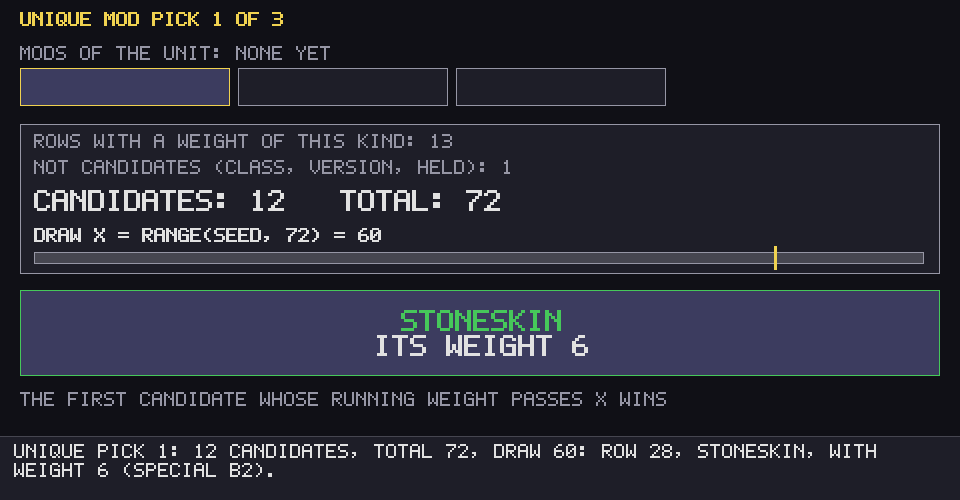 UNIQUE MOD PICK 1 OF 3
MODS OF THE UNIT: NONE YET
ROWS WITH A WEIGHT OF THIS KIND: 13
NOT CANDIDATES (CLASS, VERSION, HELD): 1
CANDIDATES: 12 TOTAL: 72
DRAW X = RANGE(SEED, 72) = 60
STONESKIN
ITS WEIGHT 6
THE FIRST CANDIDATE WHOSE RUNNING WEIGHT PASSES X WINS
UNIQUE PICK 1: 12 CANDIDATES, TOTAL 72, DRAW 60: ROW 28, STONESKIN, WITH
WEIGHT 6 (SPECIAL B2).